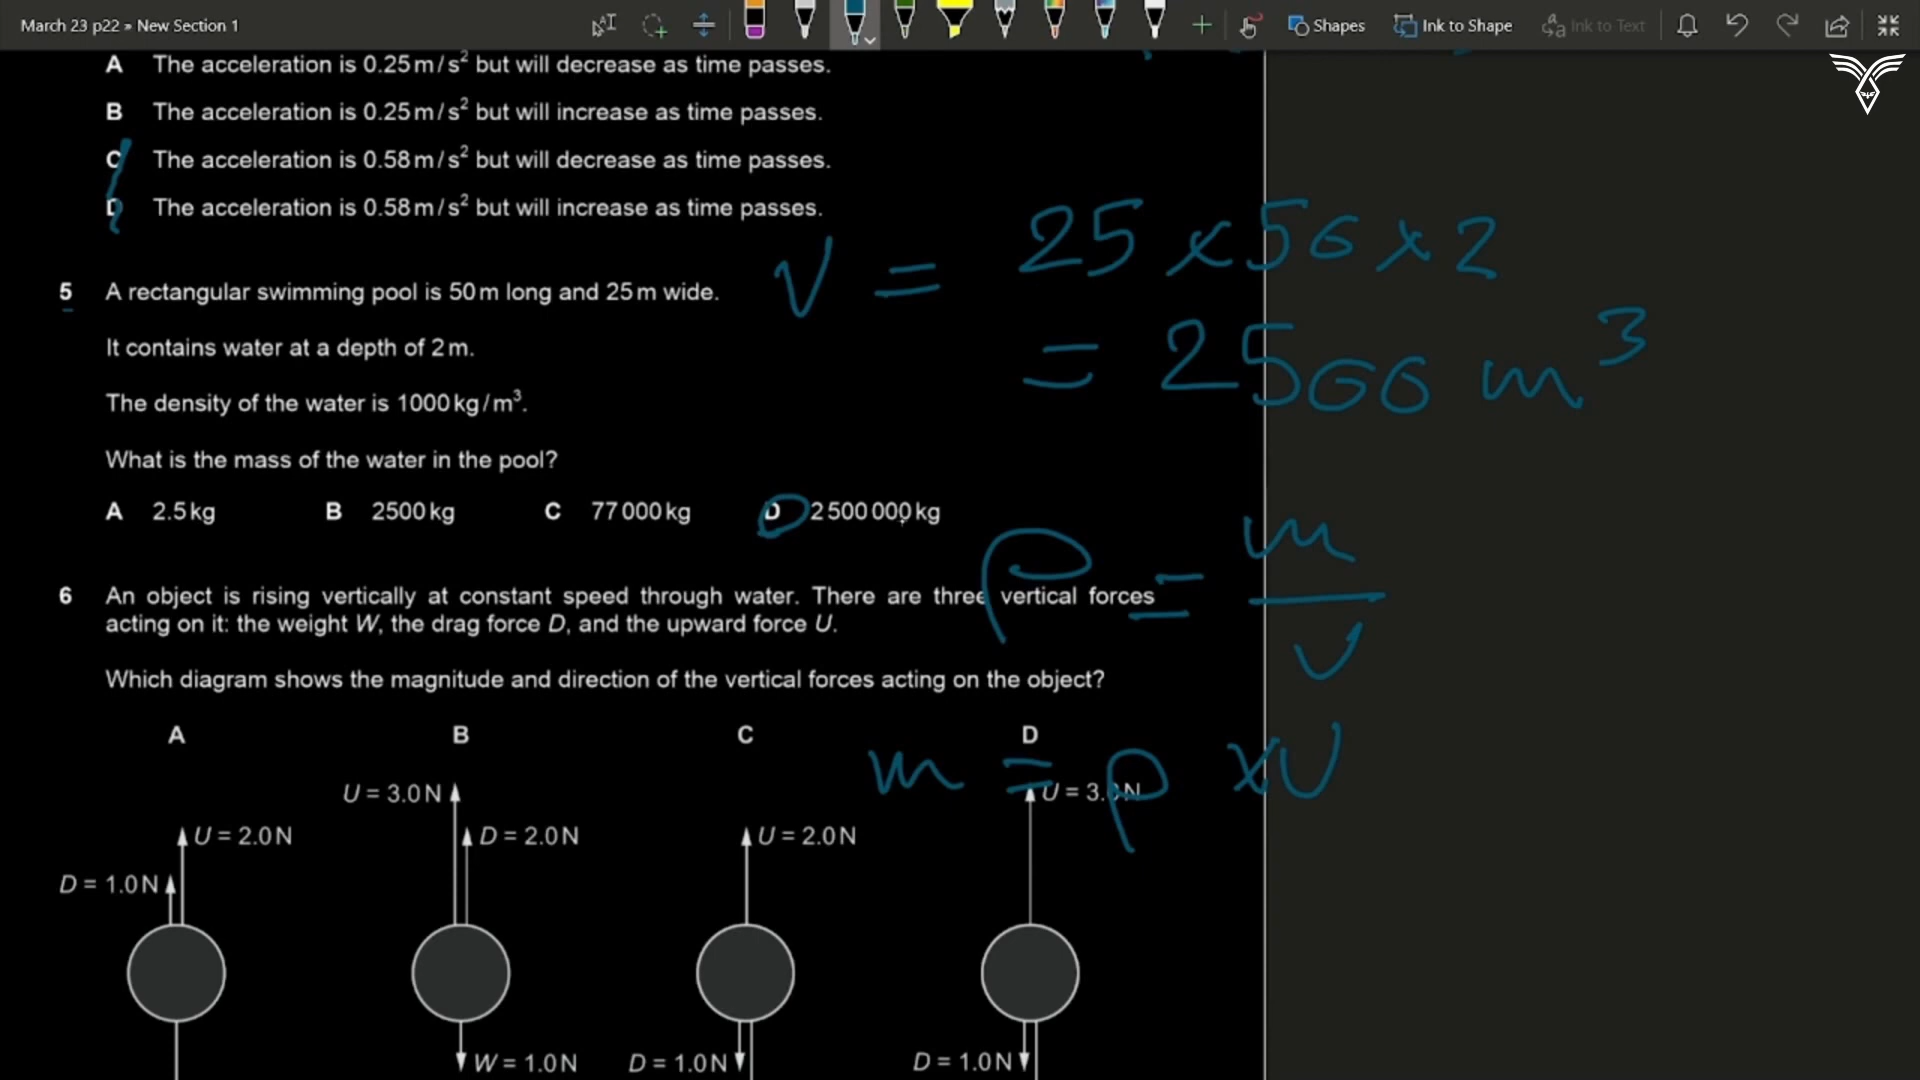 March 23 p22 » New Section 1
Shapes
Ink to Shape
Ink to Text
A The acceleration is 0.25 m/s² but will decrease as time passes.
B The acceleration is 0.25 m/s² but will increase as time passes.
C The acceleration is 0.58 m/s² but will decrease as time passes.
D The acceleration is 0.58 m/s² but will increase as time passes.
V = 25 × 50 × 2
= 2500 m³
5 A rectangular swimming pool is 50 m long and 25 m wide.
It contains water at a depth of 2 m.
The density of the water is 1000 kg/m³.
What is the mass of the water in the pool?
A 2.5 kg B 2500 kg C 77 000 kg D 2 500 000 kg
ρ = m
V
6 An object is rising vertically at constant speed through water. There are three vertical forces
acting on it: the weight W, the drag force D, and the upward force U.
Which diagram shows the magnitude and direction of the vertical forces acting on the object?
A B C D
m = ρ × V
U = 3.0 N U = 3.0 N
U = 2.0 N D = 2.0 N U = 2.0 N
D = 1.0 N
W = 1.0 N D = 1.0 N D = 1.0 N